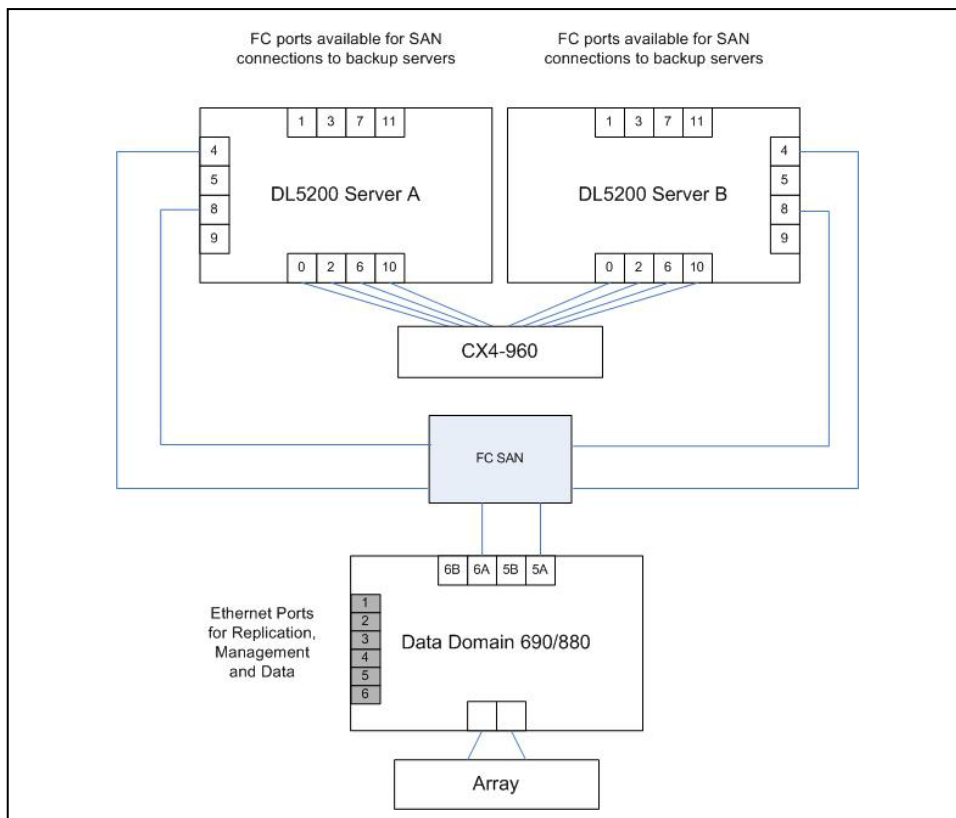 FC ports available for SAN
connections to backup servers
FC ports available for SAN
connections to backup servers
1 3 7 11
1 3 7 11
4
5
8
9
DL5200 Server A
DL5200 Server B
4
5
8
9
0 2 6 10
0 2 6 10
CX4-960
FC SAN
6B 6A 5B 5A
Ethernet Ports
for Replication,
Management
and Data
1
2
3
4
5
6
Data Domain 690/880
Array